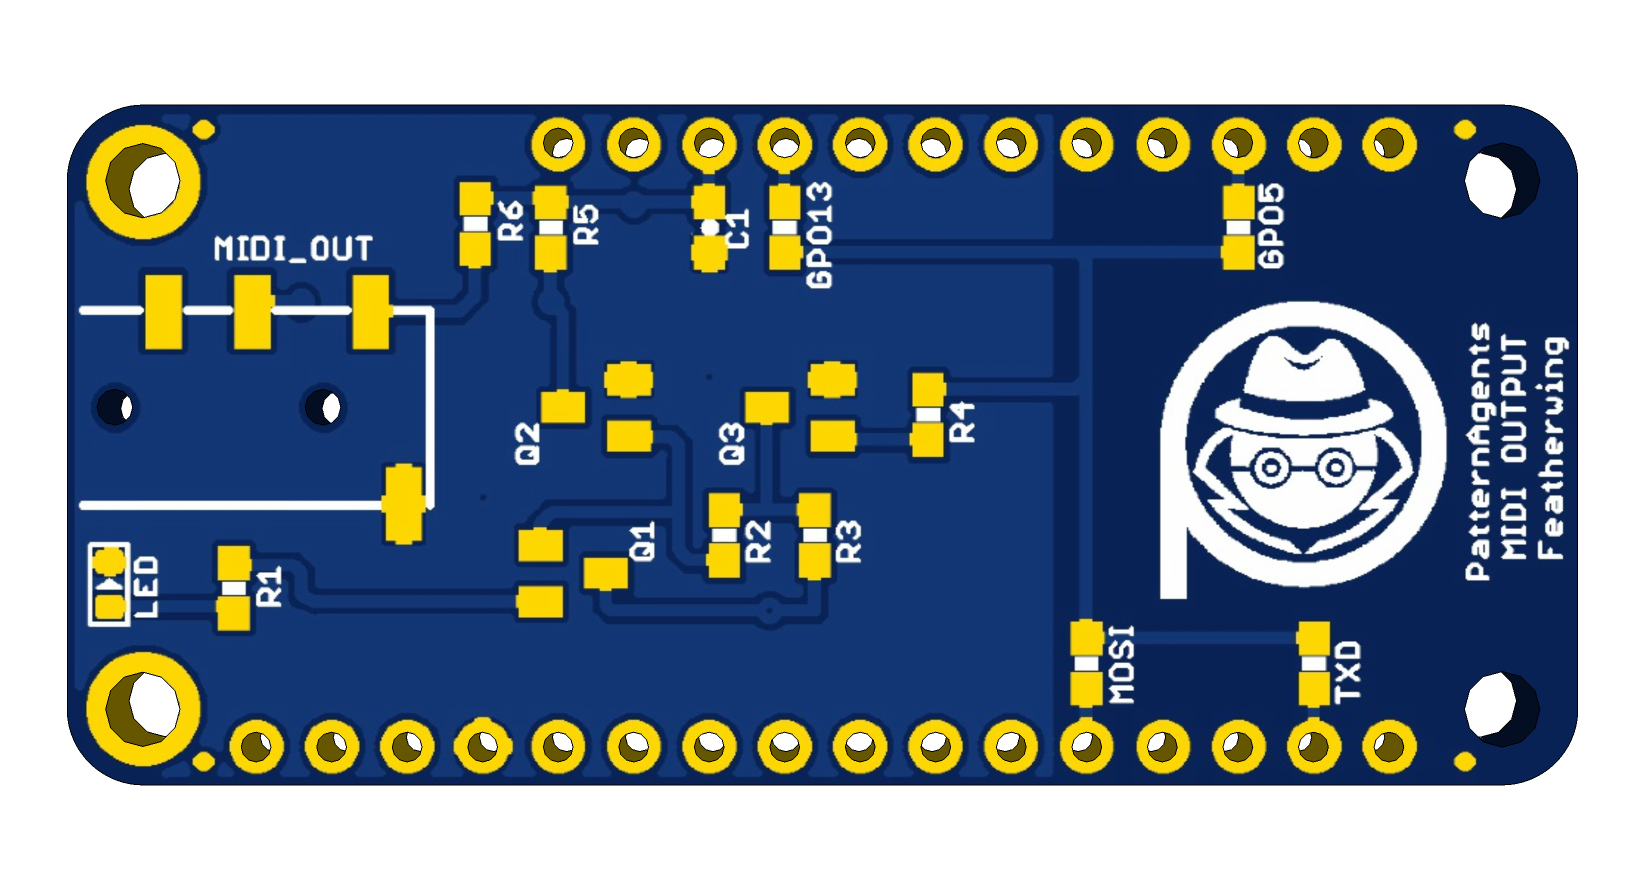 MIDI_OUT
R6
R5
C1
GPO13
GPO5
Q2
Q3
R4
Q1
R2
R3
LED
R1
MOSI
TXD
PatternAgents
MIDI OUTPUT
Featherwing